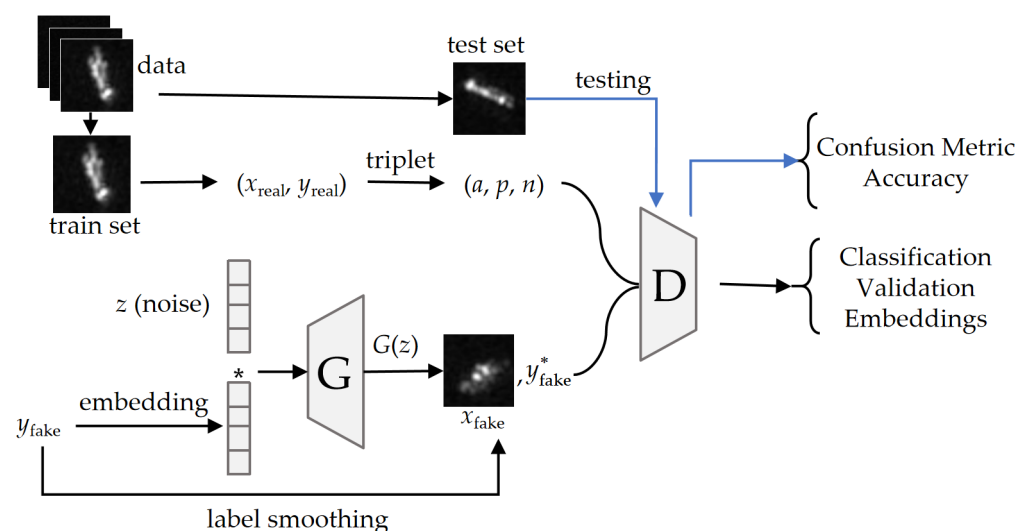 data
test set
testing
train set
(x_real, y_real)
triplet
(a, p, n)
Confusion Metric
Accuracy
D
Classification
Validation
Embeddings
z (noise)
*
G
G(z)
, y*_fake
x_fake
embedding
y_fake
label smoothing